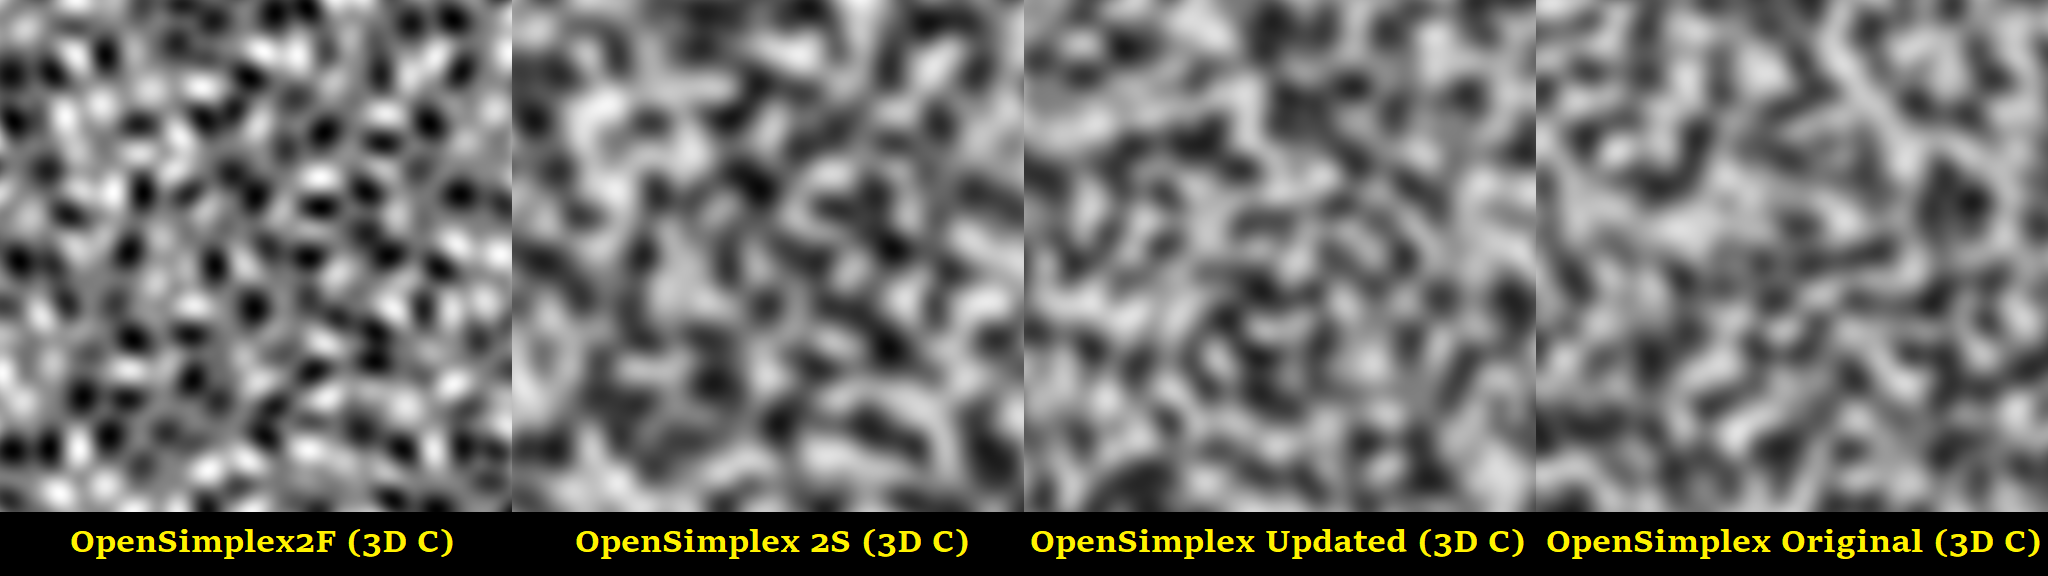 OpenSimplex2F (3D C)
OpenSimplex 2S (3D C)
OpenSimplex Updated (3D C)
OpenSimplex Original (3D C)